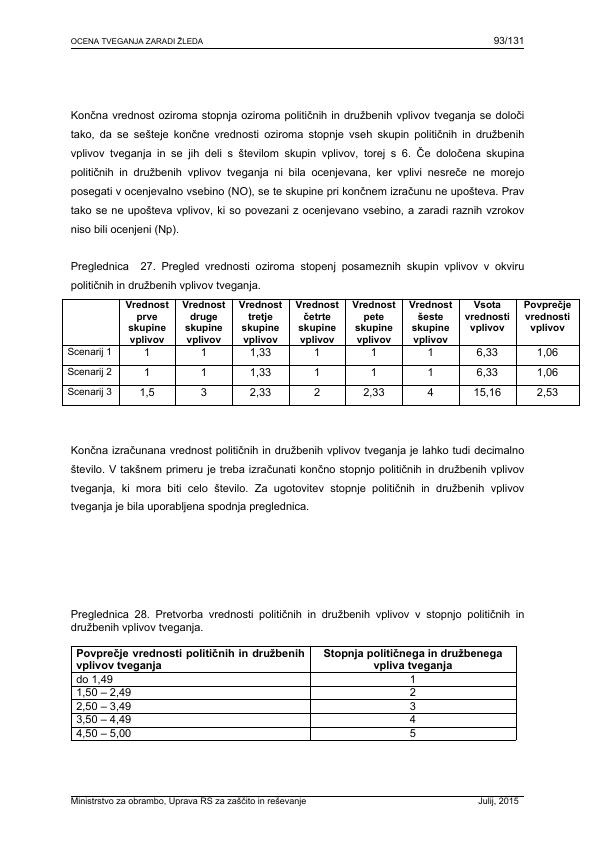 OCENA TVEGANJA ZARADI ŽLEDA 93/131
Končna vrednost oziroma stopnja oziroma političnih in družbenih vplivov tveganja se določi
tako, da se sešteje končne vrednosti oziroma stopnje vseh skupin političnih in družbenih
vplivov tveganja in se jih deli s številom skupin vplivov, torej s 6. Če določena skupina
političnih in družbenih vplivov tveganja ni bila ocenjevana, ker vplivi nesreče ne morejo
posegati v ocenjevalno vsebino (NO), se te skupine pri končnem izračunu ne upošteva. Prav
tako se ne upošteva vplivov, ki so povezani z ocenjevano vsebino, a zaradi raznih vzrokov
niso bili ocenjeni (Np).
Preglednica 27. Pregled vrednosti oziroma stopenj posameznih skupin vplivov v okviru
političnih in družbenih vplivov tveganja.
Vrednost Vrednost Vrednost Vrednost Vrednost Vrednost Vsota Povprečje
prve druge tretje četrte pete šeste vrednosti vrednosti
skupine skupine skupine skupine skupine skupine vplivov vplivov
vplivov vplivov vplivov vplivov vplivov vplivov
Scenarij 1 1 1 1,33 1 1 1 6,33 1,06
Scenarij 2 1 1 1,33 1 1 1 6,33 1,06
Scenarij 3 1,5 3 2,33 2 2,33 4 15,16 2,53
Končna izračunana vrednost političnih in družbenih vplivov tveganja je lahko tudi decimalno
število. V takšnem primeru je treba izračunati končno stopnjo političnih in družbenih vplivov
tveganja, ki mora biti celo število. Za ugotovitev stopnje političnih in družbenih vplivov
tveganja je bila uporabljena spodnja preglednica.
Preglednica 28. Pretvorba vrednosti političnih in družbenih vplivov v stopnjo političnih in
družbenih vplivov tveganja.
Povprečje vrednosti političnih in družbenih Stopnja političnega in družbenega
vplivov tveganja vpliva tveganja
do 1,49 1
1,50 – 2,49 2
2,50 – 3,49 3
3,50 – 4,49 4
4,50 – 5,00 5
Ministrstvo za obrambo, Uprava RS za zaščito in reševanje Julij, 2015